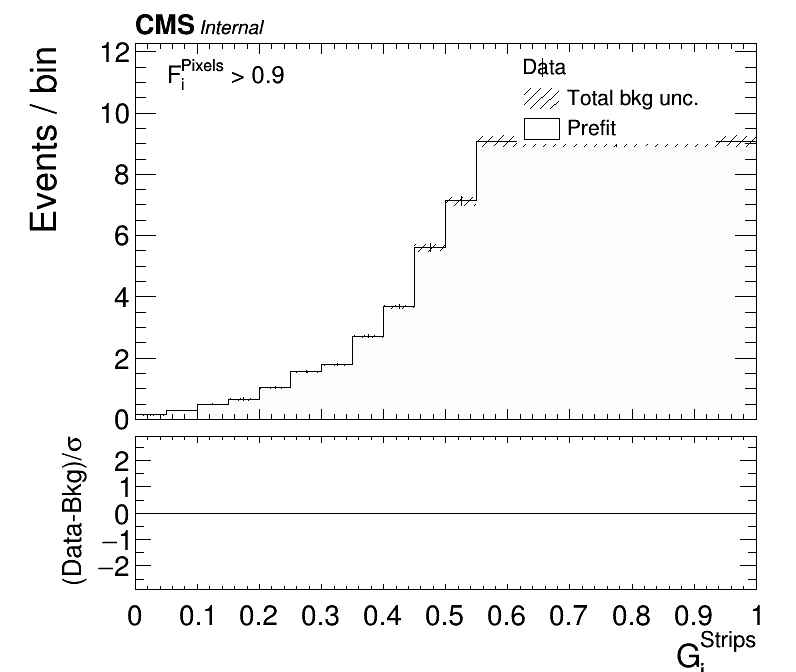 CMS Internal
F_i^Pixels > 0.9
Data
Total bkg unc.
Prefit
Events / bin
12
10
8
6
4
2
0
(Data-Bkg)/σ
2
1
0
−1
−2
0 0.1 0.2 0.3 0.4 0.5 0.6 0.7 0.8 0.9 1
G_i^Strips